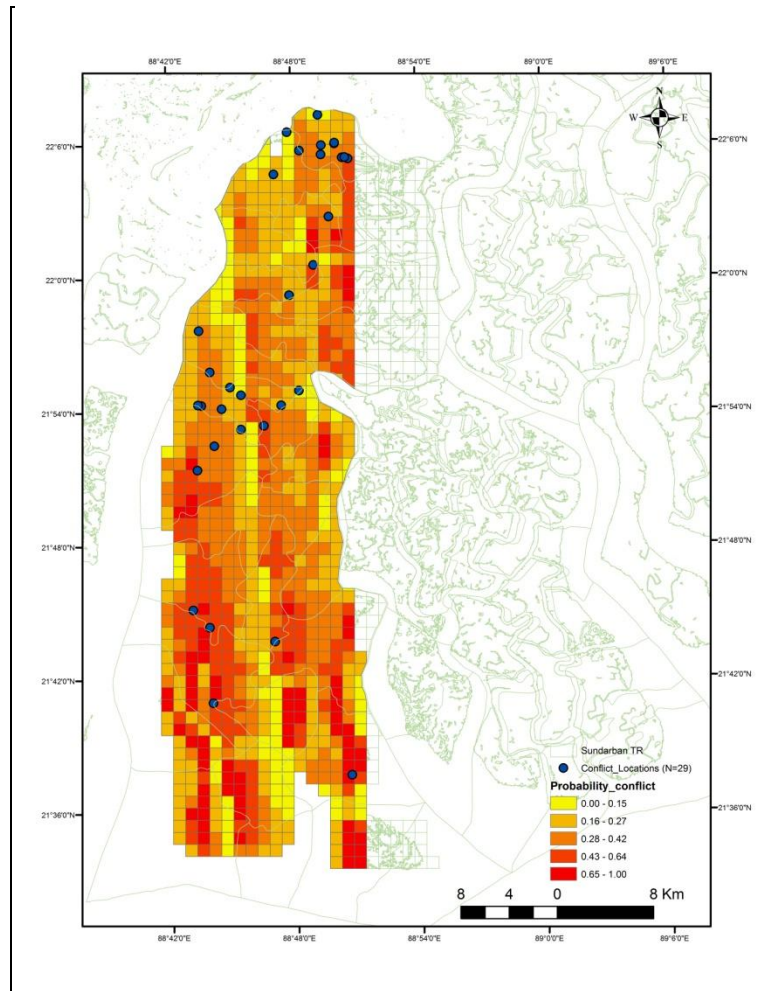 88°42'0"E 88°48'0"E 88°54'0"E 89°0'0"E 89°6'0"E
N
W E
S
22°6'0"N 22°6'0"N
22°0'0"N 22°0'0"N
21°54'0"N 21°54'0"N
21°48'0"N 21°48'0"N
21°42'0"N 21°42'0"N
Sundarban TR
Conflict_Locations (N=29)
Probability_conflict
0.00 - 0.15
21°36'0"N 21°36'0"N
0.16 - 0.27
0.28 - 0.42
0.43 - 0.64
0.65 - 1.00
8 4 0 8 Km
88°42'0"E 88°48'0"E 88°54'0"E 89°0'0"E 89°6'0"E